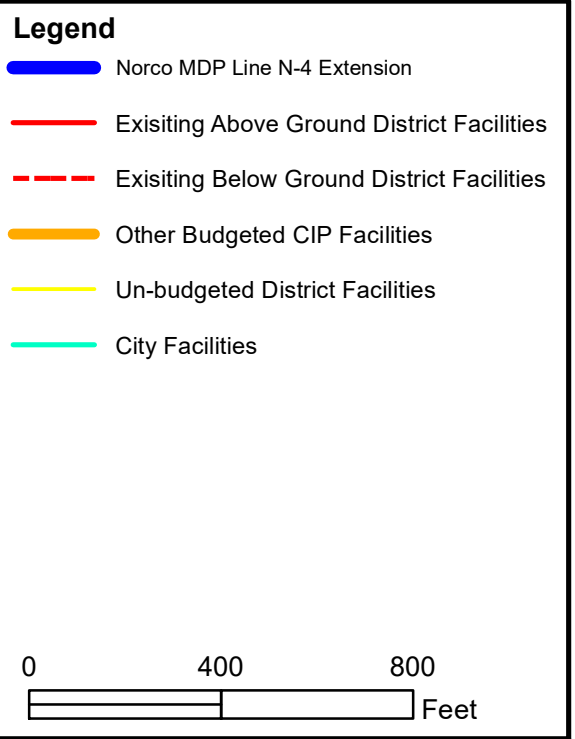 Legend
Norco MDP Line N-4 Extension
Exisiting Above Ground District Facilities
Exisiting Below Ground District Facilities
Other Budgeted CIP Facilities
Un-budgeted District Facilities
City Facilities
0 400 800
Feet